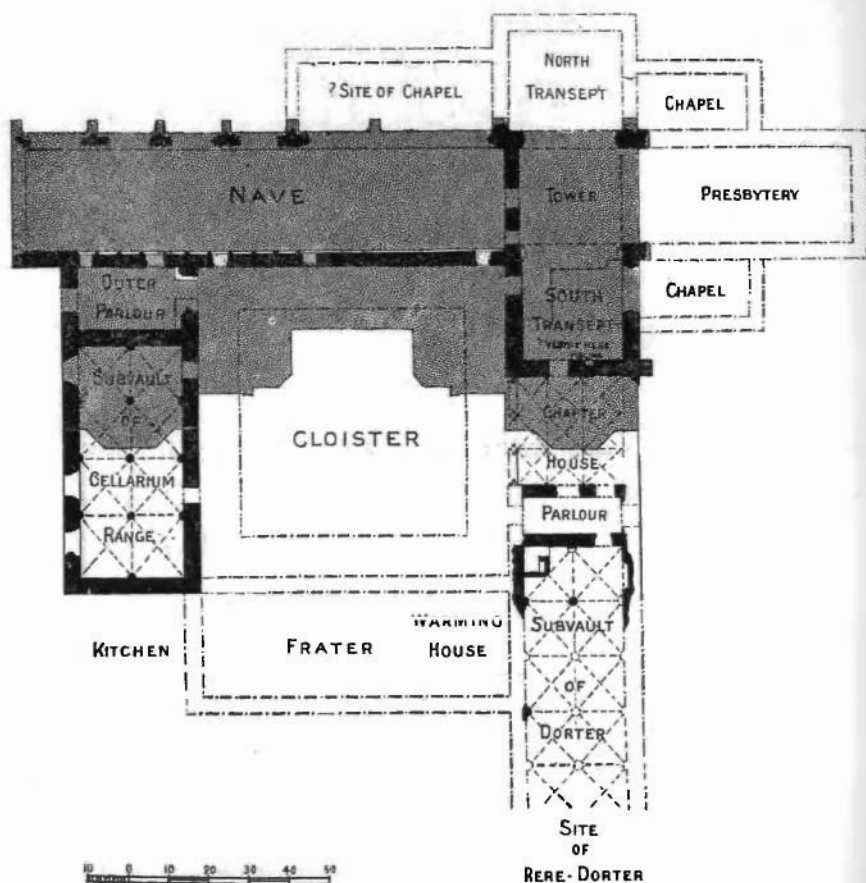 NORTH
TRANSEPT
? SITE OF CHAPEL
CHAPEL
NAVE
TOWER
PRESBYTERY
OUTER
PARLOUR
SOUTH
TRANSEPT
CHAPEL
SUBVAULT
OF
CELLARIUM
RANGE
CLOISTER
CHAPTER
HOUSE
PARLOUR
KITCHEN
FRATER
WARMING
HOUSE
SUBVAULT
OF
DORTER
SITE
OF
RERE-DORTER
10 0 10 20 30 40 50